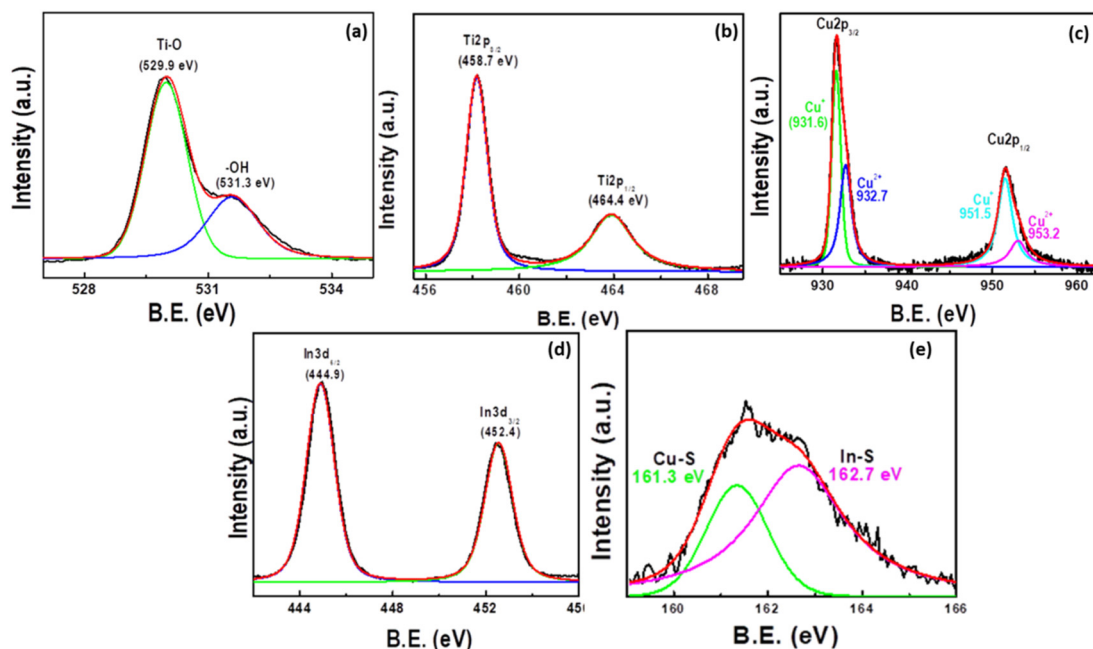 (a)
Ti-O
(529.9 eV)
-OH
(531.3 eV)
Intensity (a.u.)
528 531 534
B.E. (eV)
(b)
Ti2p3/2
(458.7 eV)
Ti2p1/2
(464.4 eV)
Intensity (a.u.)
456 460 464 468
B.E. (eV)
(c)
Cu2p3/2
Cu+
(931.6)
Cu2+
932.7
Cu2p1/2
Cu+
951.5
Cu2+
953.2
Intensity (a.u.)
930 940 950 960
B.E. (eV)
(d)
In3d5/2
(444.9)
In3d3/2
(452.4)
Intensity (a.u.)
444 448 452
B.E. (eV)
(e)
Cu-S
161.3 eV
In-S
162.7 eV
Intensity (a.u.)
160 162 164 166
B.E. (eV)